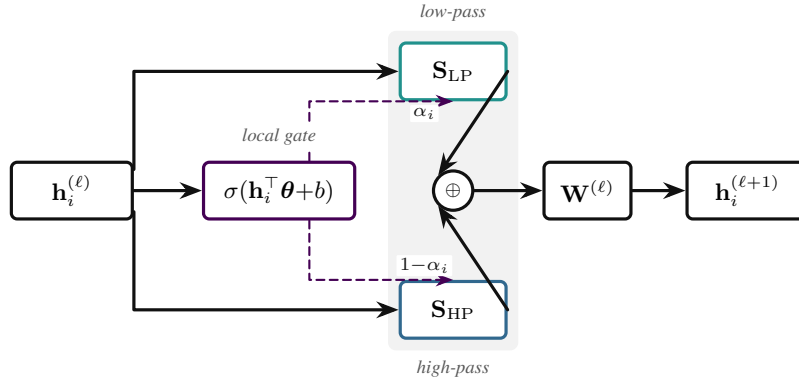 low-pass
S_LP
α_i
local gate
h_i^(ℓ)
σ(h_i^⊤θ+b)
⊕
W^(ℓ)
h_i^(ℓ+1)
1−α_i
S_HP
high-pass